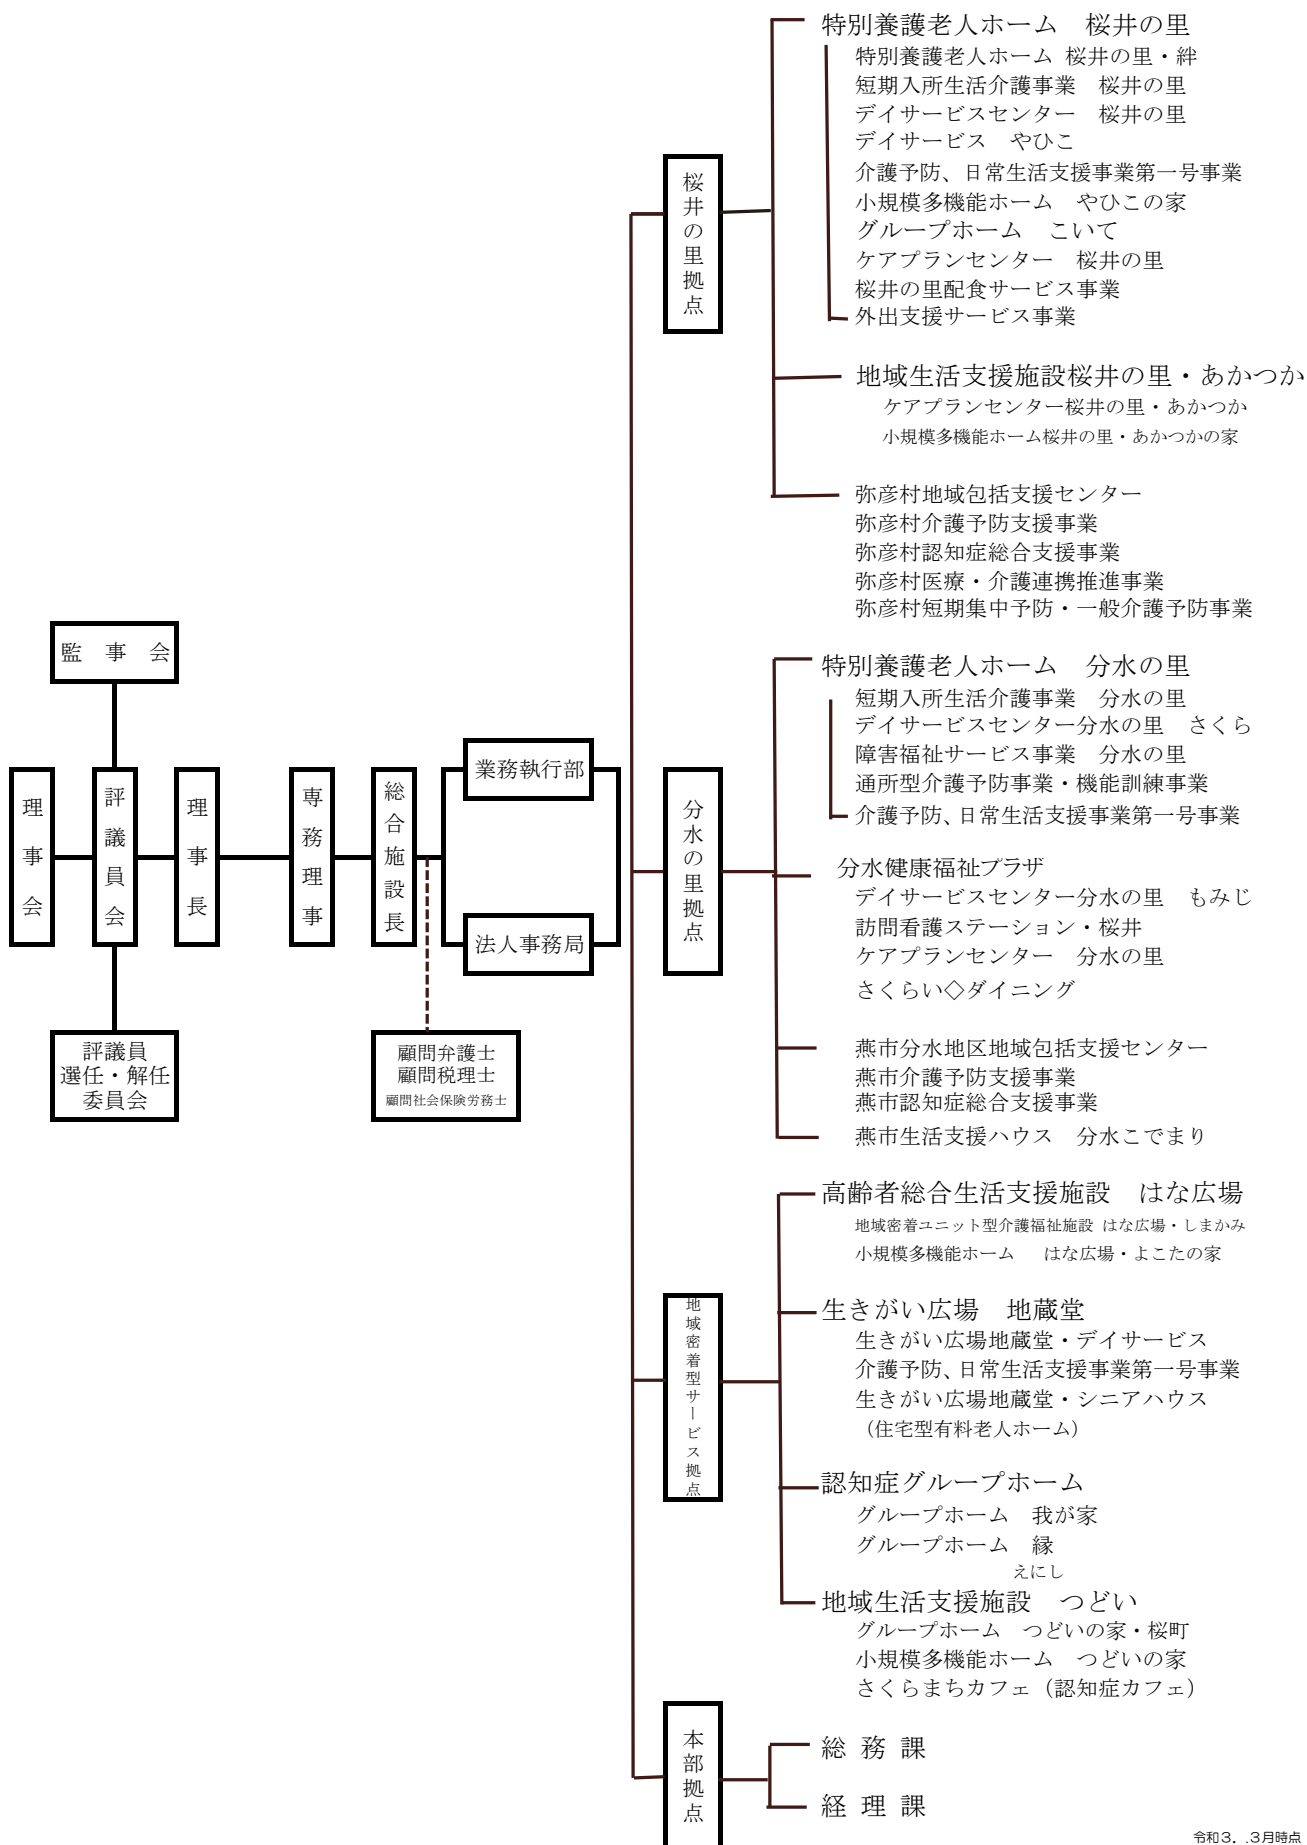 監 事 会
理事会
評議員会
理事長
専務理事
総合施設長
業務執行部
法人事務局
評議員
選任・解任
委員会
顧問弁護士
顧問税理士
顧問社会保険労務士
桜井の里拠点
特別養護老人ホーム　桜井の里
特別養護老人ホーム 桜井の里・絆
短期入所生活介護事業　桜井の里
デイサービスセンター　桜井の里
デイサービス　やひこ
介護予防、日常生活支援事業第一号事業
小規模多機能ホーム　やひこの家
グループホーム　こいて
ケアプランセンター　桜井の里
桜井の里配食サービス事業
外出支援サービス事業
地域生活支援施設桜井の里・あかつか
ケアプランセンター桜井の里・あかつか
小規模多機能ホーム桜井の里・あかつかの家
弥彦村地域包括支援センター
弥彦村介護予防支援事業
弥彦村認知症総合支援事業
弥彦村医療・介護連携推進事業
弥彦村短期集中予防・一般介護予防事業
分水の里拠点
特別養護老人ホーム　分水の里
短期入所生活介護事業　分水の里
デイサービスセンター分水の里　さくら
障害福祉サービス事業　分水の里
通所型介護予防事業・機能訓練事業
介護予防、日常生活支援事業第一号事業
分水健康福祉プラザ
デイサービスセンター分水の里　もみじ
訪問看護ステーション・桜井
ケアプランセンター　分水の里
さくらい◇ダイニング
燕市分水地区地域包括支援センター
燕市介護予防支援事業
燕市認知症総合支援事業
燕市生活支援ハウス　分水こでまり
地域密着型サービス拠点
高齢者総合生活支援施設　はな広場
地域密着ユニット型介護福祉施設 はな広場・しまかみ
小規模多機能ホーム　はな広場・よこたの家
生きがい広場　地蔵堂
生きがい広場地蔵堂・デイサービス
介護予防、日常生活支援事業第一号事業
生きがい広場地蔵堂・シニアハウス
（住宅型有料老人ホーム）
認知症グループホーム
グループホーム　我が家
グループホーム　縁
えにし
地域生活支援施設　つどい
グループホーム　つどいの家・桜町
小規模多機能ホーム　つどいの家
さくらまちカフェ（認知症カフェ）
本部拠点
総 務 課
経 理 課
令和３．.３月時点